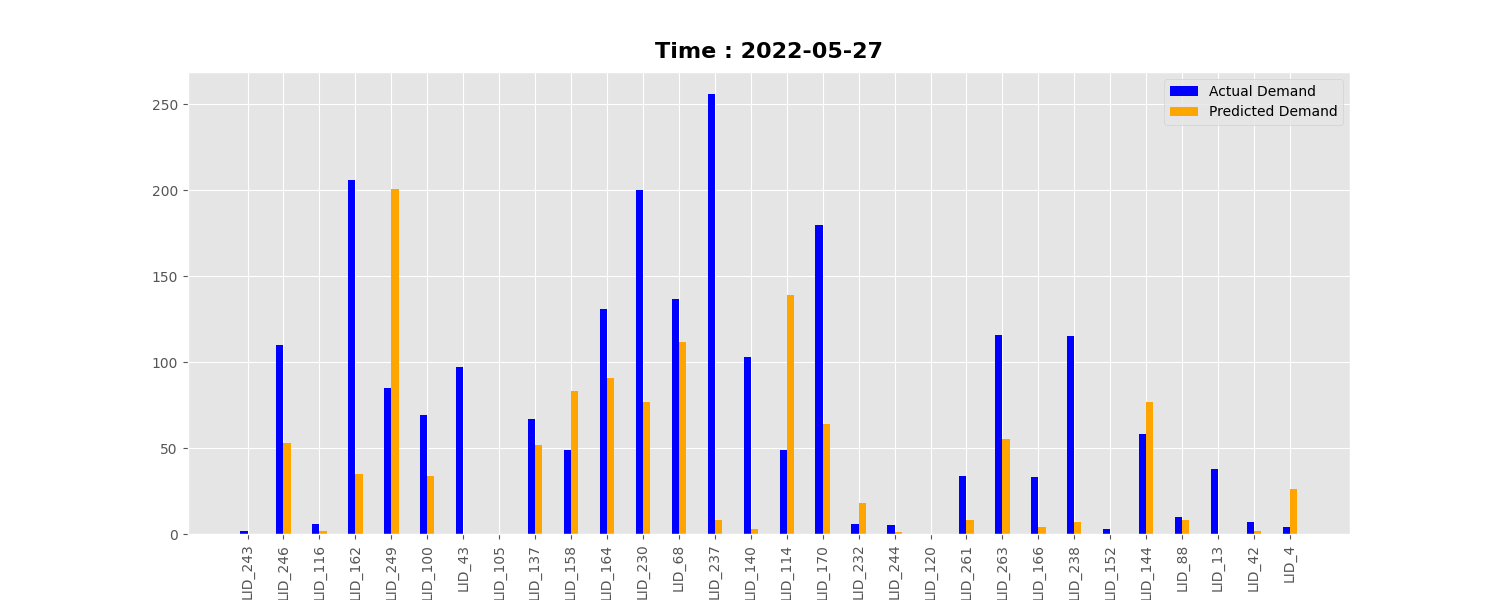 Time : 2022-05-27
Actual Demand
Predicted Demand
250
200
150
100
50
0
LID_243
LID_246
LID_116
LID_162
LID_249
LID_100
LID_43
LID_105
LID_137
LID_158
LID_164
LID_230
LID_68
LID_237
LID_140
LID_114
LID_170
LID_232
LID_244
LID_120
LID_261
LID_263
LID_166
LID_238
LID_152
LID_144
LID_88
LID_13
LID_42
LID_4